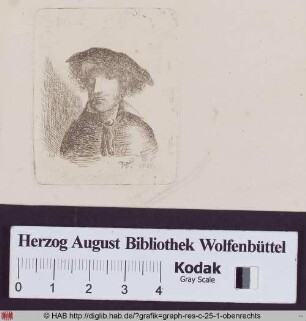 Herzog August Bibliothek Wolfenbüttel
Kodak
Gray Scale
0 1 2 3 4
© HAB http://diglib.hab.de/?grafik=graph-res-c-25-1-obenrechts